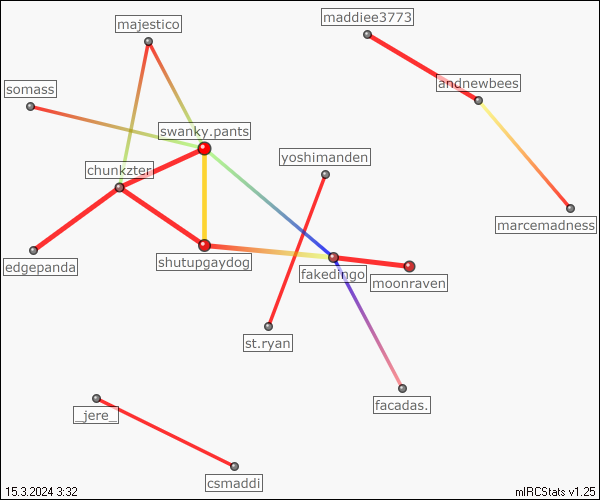 maddiee3773
majestico
andnewbees
somass
swanky.pants
yoshimanden
chunkzter
marcemadness
edgepanda
shutupgaydog
fakedingo
moonraven
st.ryan
facadas.
_jere_
csmaddi
15.3.2024 3:32
mIRCStats v1.25